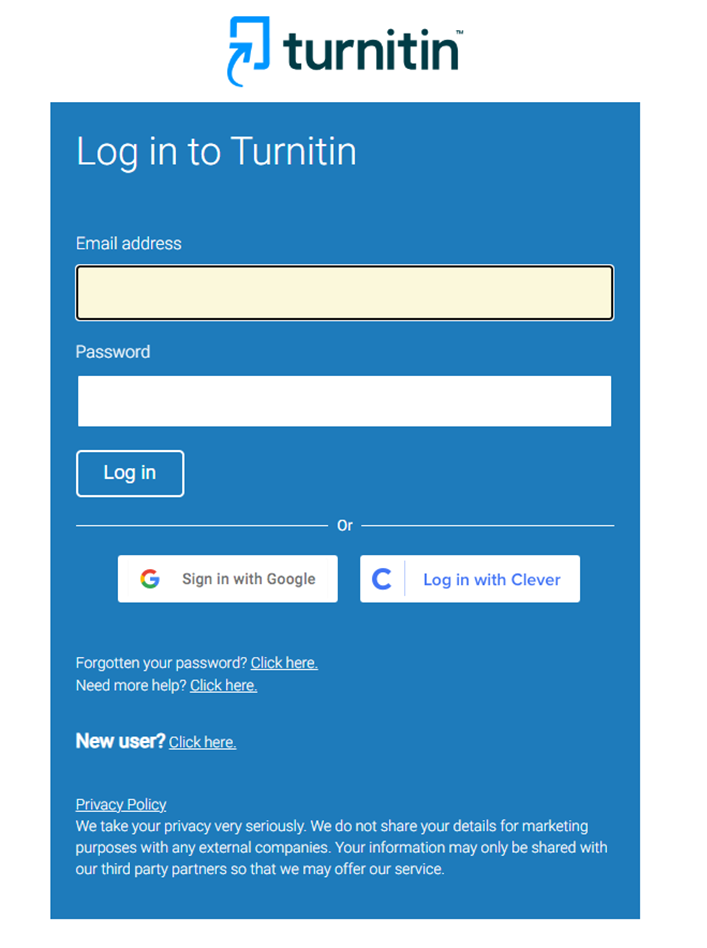 turnitin™
Log in to Turnitin
Email address
Password
Log in
Or
Sign in with Google
Log in with Clever
Forgotten your password? Click here.
Need more help? Click here.
New user? Click here.
Privacy Policy
We take your privacy very seriously. We do not share your details for marketing
purposes with any external companies. Your information may only be shared with
our third party partners so that we may offer our service.